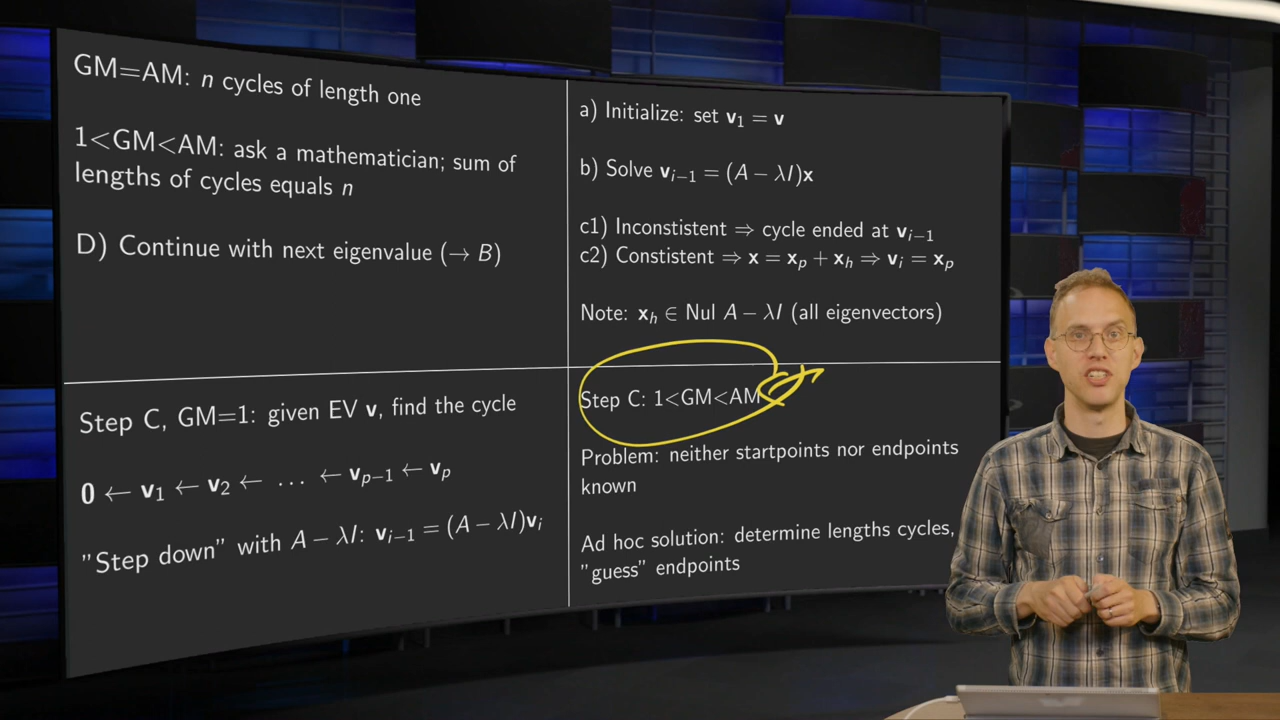 GM=AM: n cycles of length one
1<GM<AM: ask a mathematician; sum of
lengths of cycles equals n
D) Continue with next eigenvalue (→ B)
a) Initialize: set v₁ = v
b) Solve vᵢ₋₁ = (A − λI)x
c1) Inconstistent ⇒ cycle ended at vᵢ₋₁
c2) Constistent ⇒ x = xₚ + xₕ ⇒ vᵢ = xₚ
Note: xₕ ∈ Nul A − λI (all eigenvectors)
Step C, GM=1: given EV v, find the cycle
0 ← v₁ ← v₂ ← … ← vₚ₋₁ ← vₚ
"Step down" with A − λI: vᵢ₋₁ = (A − λI)vᵢ
Step C: 1<GM<AM
Problem: neither startpoints nor endpoints
known
Ad hoc solution: determine lengths cycles,
"guess" endpoints